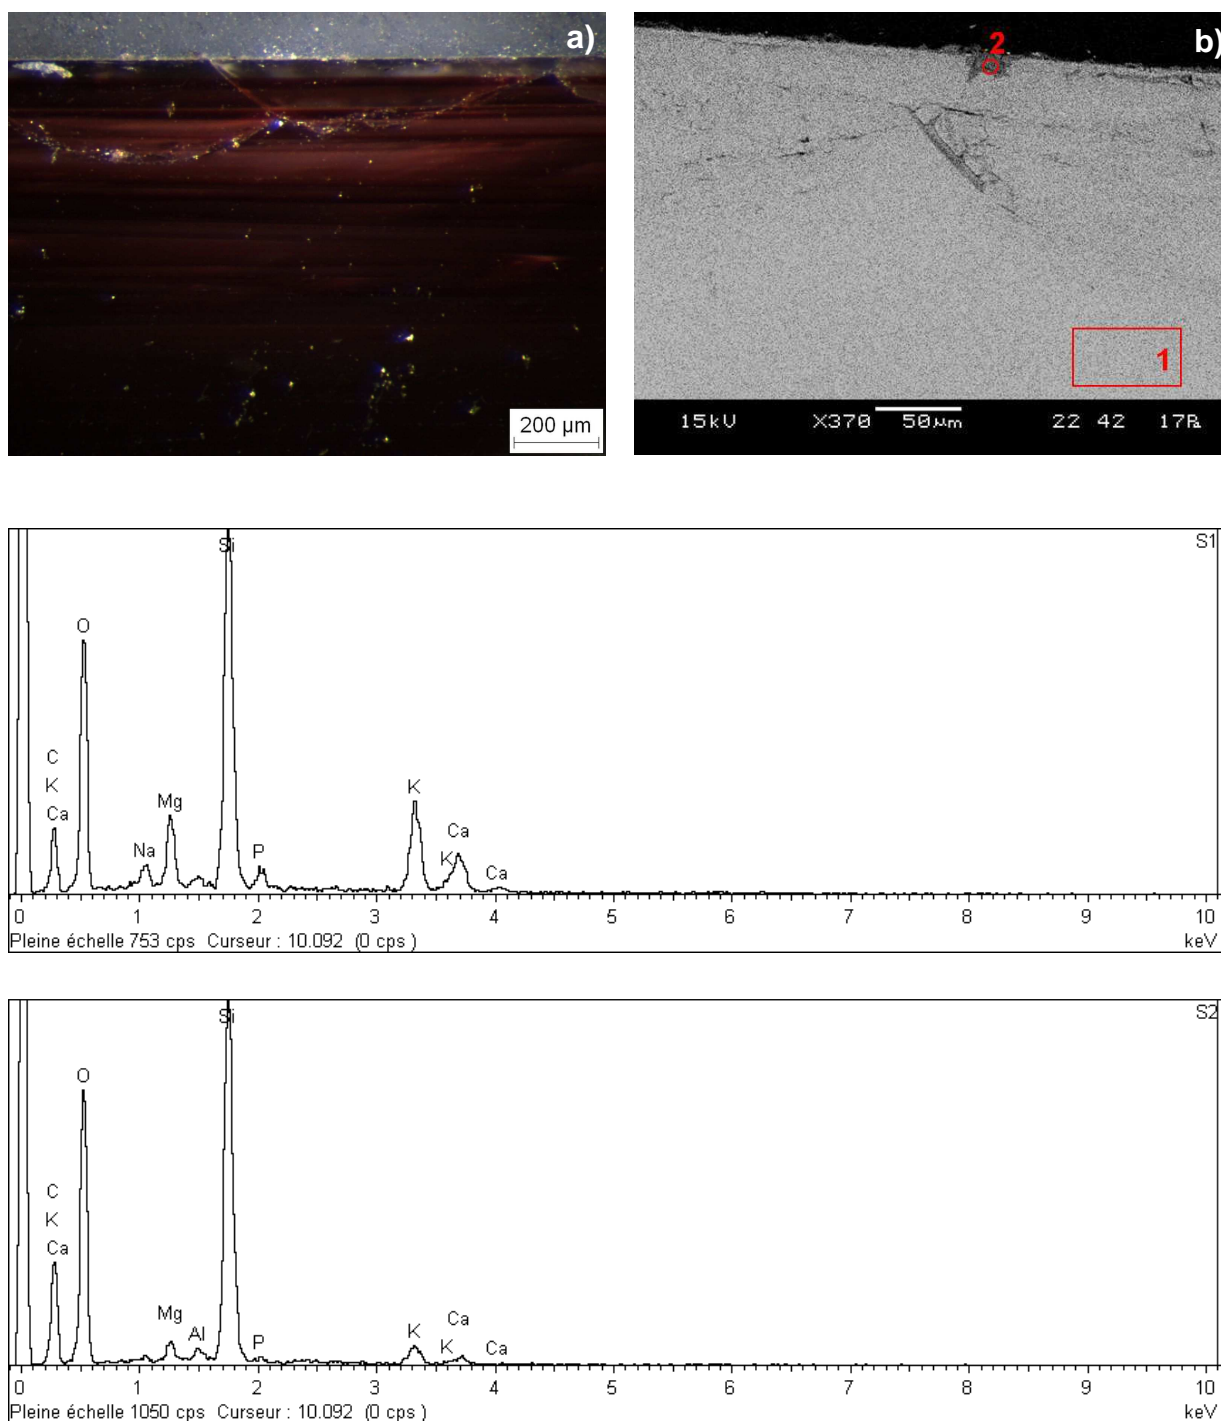 a)
200 µm
2
b)
1
15kV X370 50µm 22 42
S1
Si
O
C
K
Ca
Na
Mg
P
K
Ca
K
Ca
0 1 2 3 4 5 6 7 8 9 10
Pleine échelle 753 cps Curseur : 10.092 (0 cps )
keV
S2
Si
O
C
K
Ca
Mg
Al
P
K
Ca
K
Ca
0 1 2 3 4 5 6 7 8 9 10
Pleine échelle 1050 cps Curseur : 10.092 (0 cps )
keV